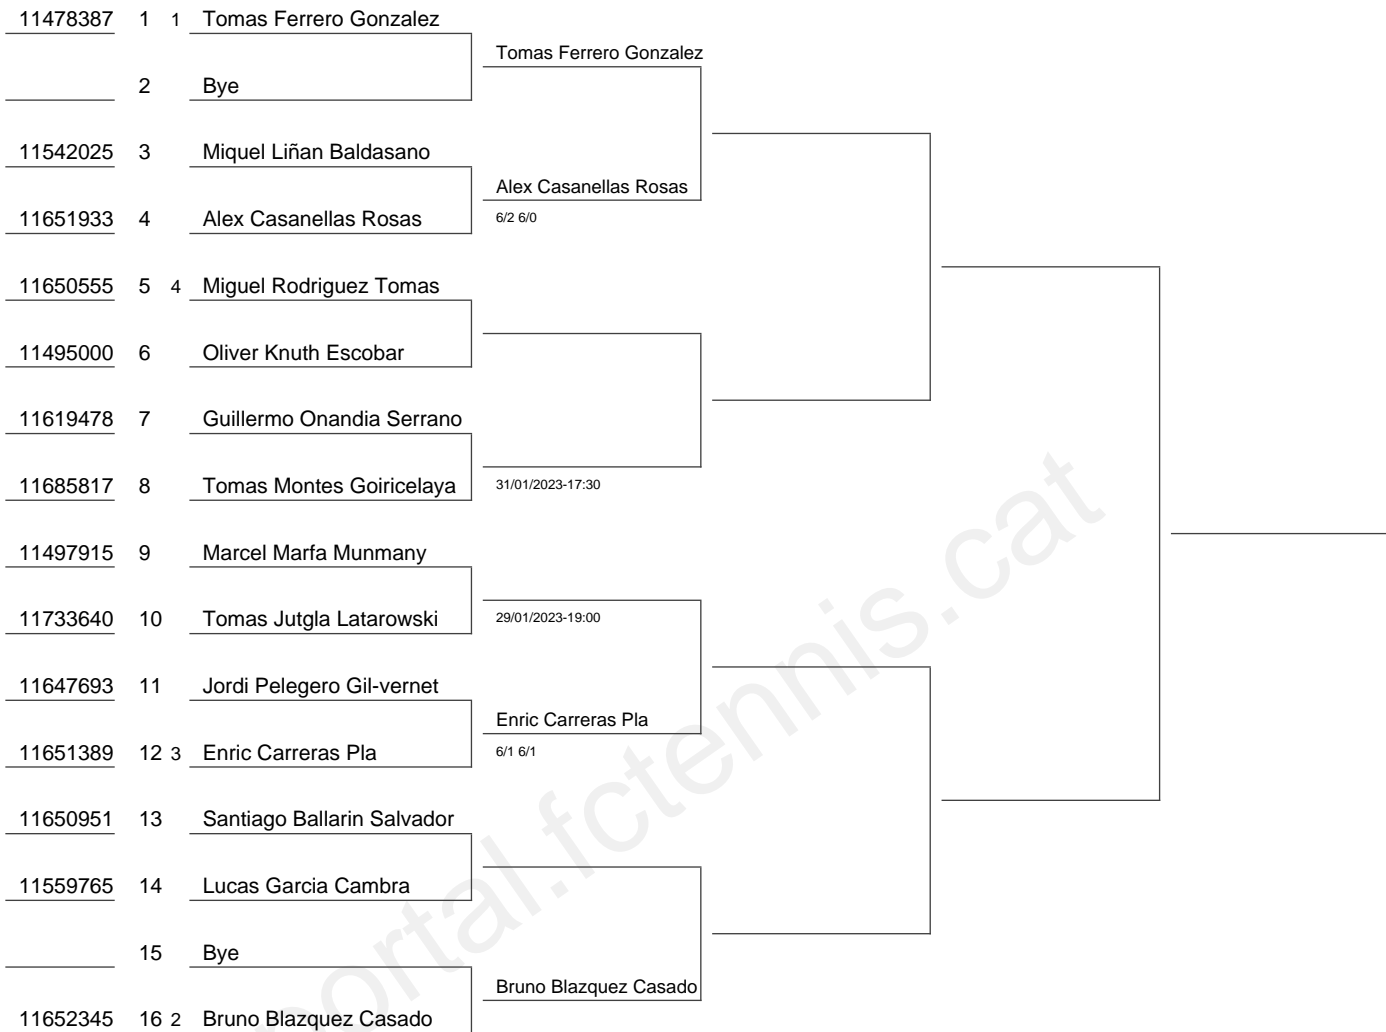 11478387 1 1 Tomas Ferrero Gonzalez
Tomas Ferrero Gonzalez
2 Bye
11542025 3 Miquel Liñan Baldasano
Alex Casanellas Rosas
11651933 4 Alex Casanellas Rosas 6/2 6/0
11650555 5 4 Miguel Rodriguez Tomas
11495000 6 Oliver Knuth Escobar
11619478 7 Guillermo Onandia Serrano
11685817 8 Tomas Montes Goiricelaya 31/01/2023-17:30
11497915 9 Marcel Marfa Munmany
11733640 10 Tomas Jutgla Latarowski 29/01/2023-19:00
11647693 11 Jordi Pelegero Gil-vernet
Enric Carreras Pla
11651389 12 3 Enric Carreras Pla 6/1 6/1
11650951 13 Santiago Ballarin Salvador
11559765 14 Lucas Garcia Cambra
15 Bye
Bruno Blazquez Casado
11652345 16 2 Bruno Blazquez Casado
portal.fctennis.cat